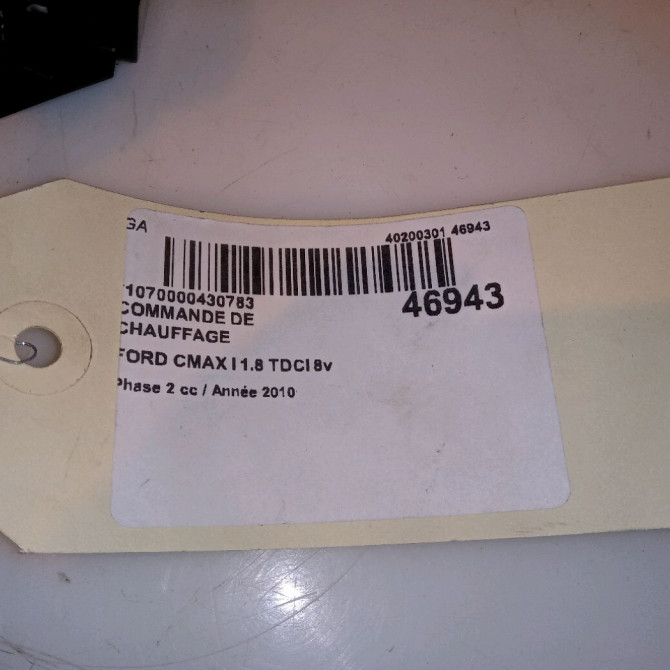 GA
40200301 46943
1070000430783
46943
COMMANDE DE
CHAUFFAGE
FORD CMAX I 1.8 TDCI 8v
Phase 2 cc / Année 2010